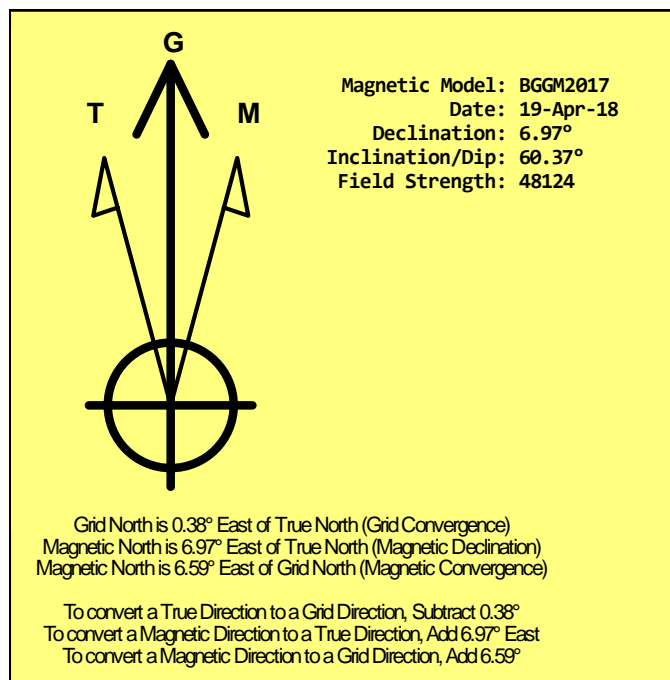 G
T
M
Magnetic Model: BGGM2017
Date: 19-Apr-18
Declination: 6.97º
Inclination/Dip: 60.37º
Field Strength: 48124
Grid North is 0.38° East of True North (Grid Convergence)
Magnetic North is 6.97° East of True North (Magnetic Declination)
Magnetic North is 6.59° East of Grid North (Magnetic Convergence)
To convert a True Direction to a Grid Direction, Subtract 0.38°
To convert a Magnetic Direction to a True Direction, Add 6.97° East
To convert a Magnetic Direction to a Grid Direction, Add 6.59°